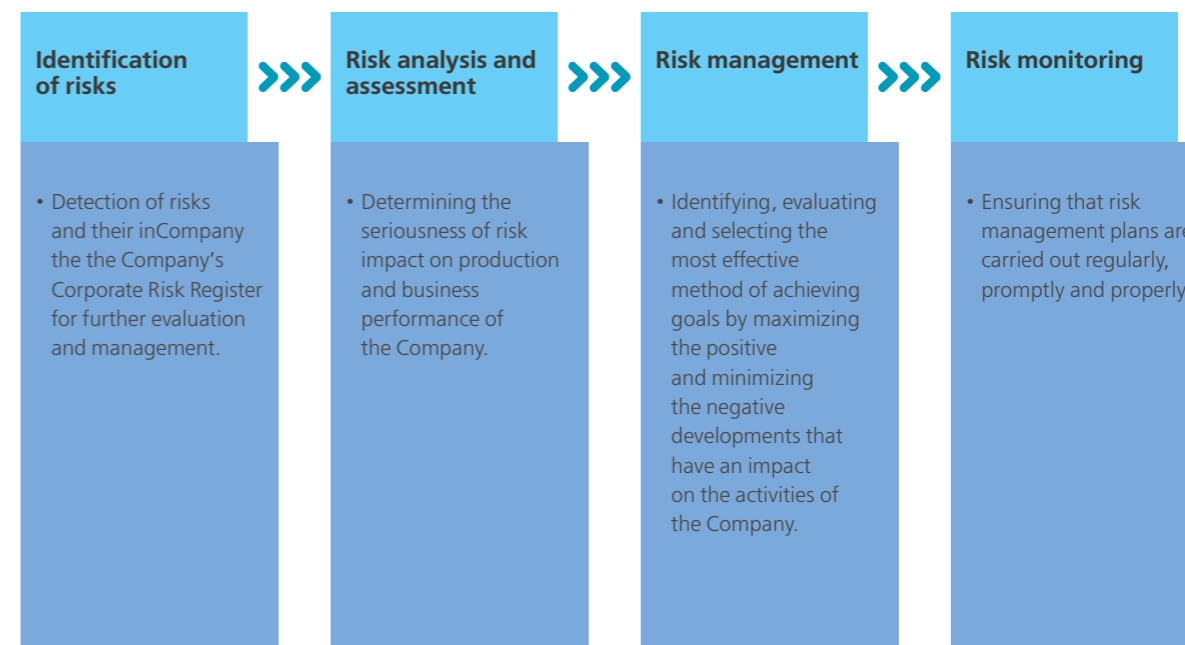 Identification
of risks
Risk analysis and
assessment
Risk management
Risk monitoring
• Detection of risks
and their inCompany
the the Company's
Corporate Risk Register
for further evaluation
and management.
• Determining the
seriousness of risk
impact on production
and business
performance of
the Company.
• Identifying, evaluating
and selecting the
most effective
method of achieving
goals by maximizing
the positive
and minimizing
the negative
developments that
have an impact
on the activities of
the Company.
• Ensuring that risk
management plans are
carried out regularly,
promptly and properly